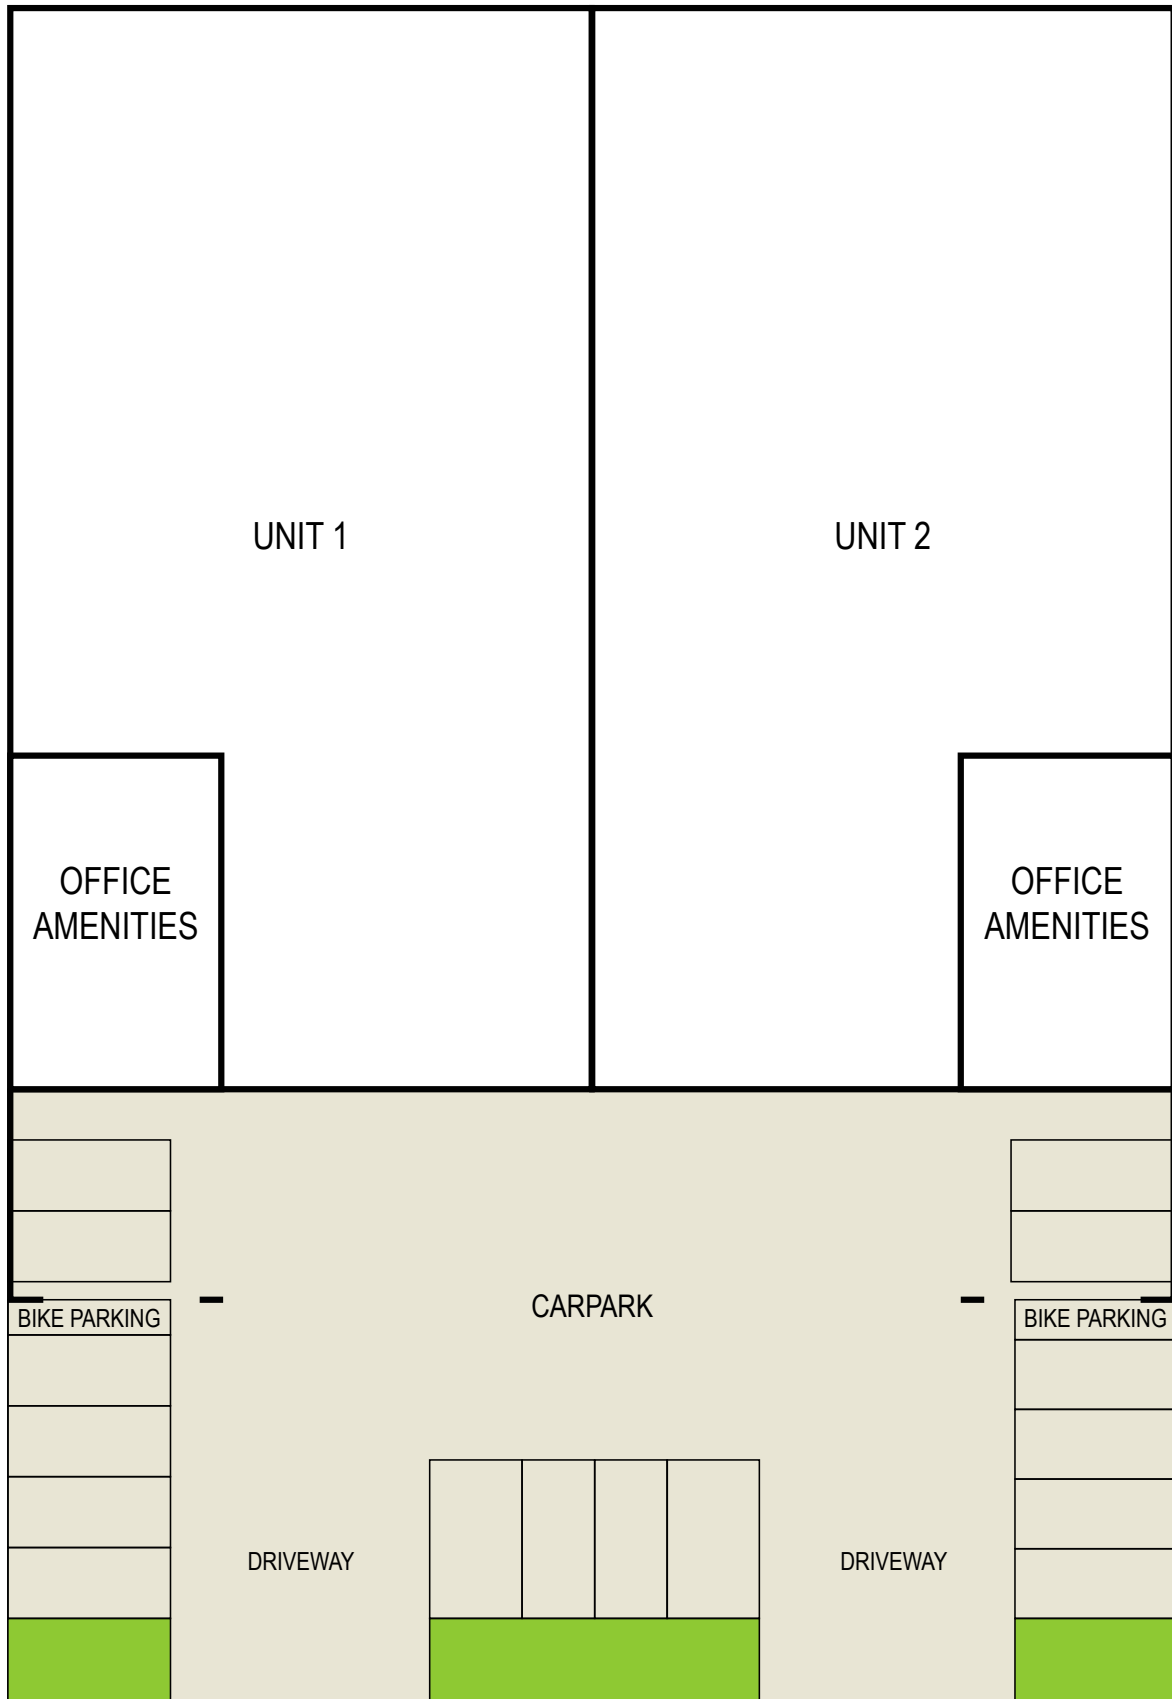 UNIT 1
UNIT 2
OFFICE
AMENITIES
OFFICE
AMENITIES
CARPARK
BIKE PARKING
BIKE PARKING
DRIVEWAY
DRIVEWAY